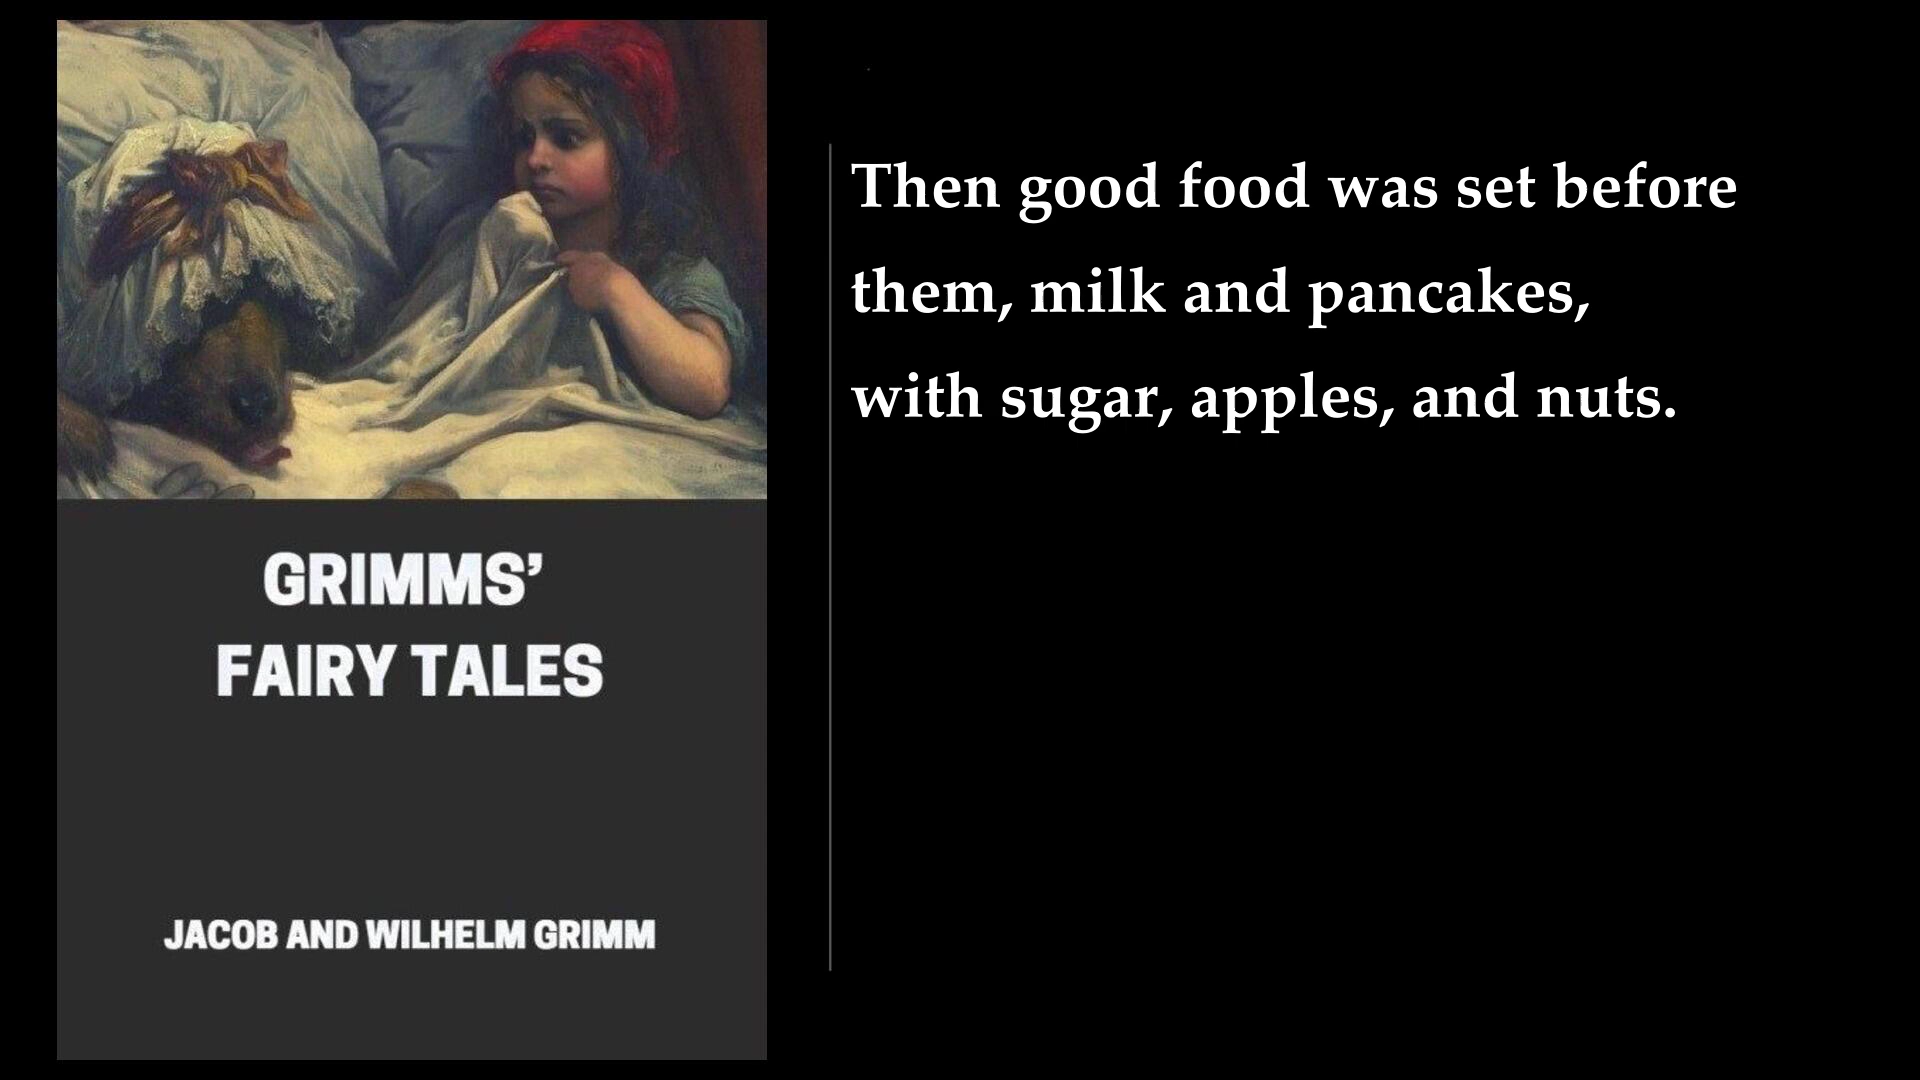 GRIMMS’
FAIRY TALES
JACOB AND WILHELM GRIMM
Then good food was set before
them, milk and pancakes,
with sugar, apples, and nuts.